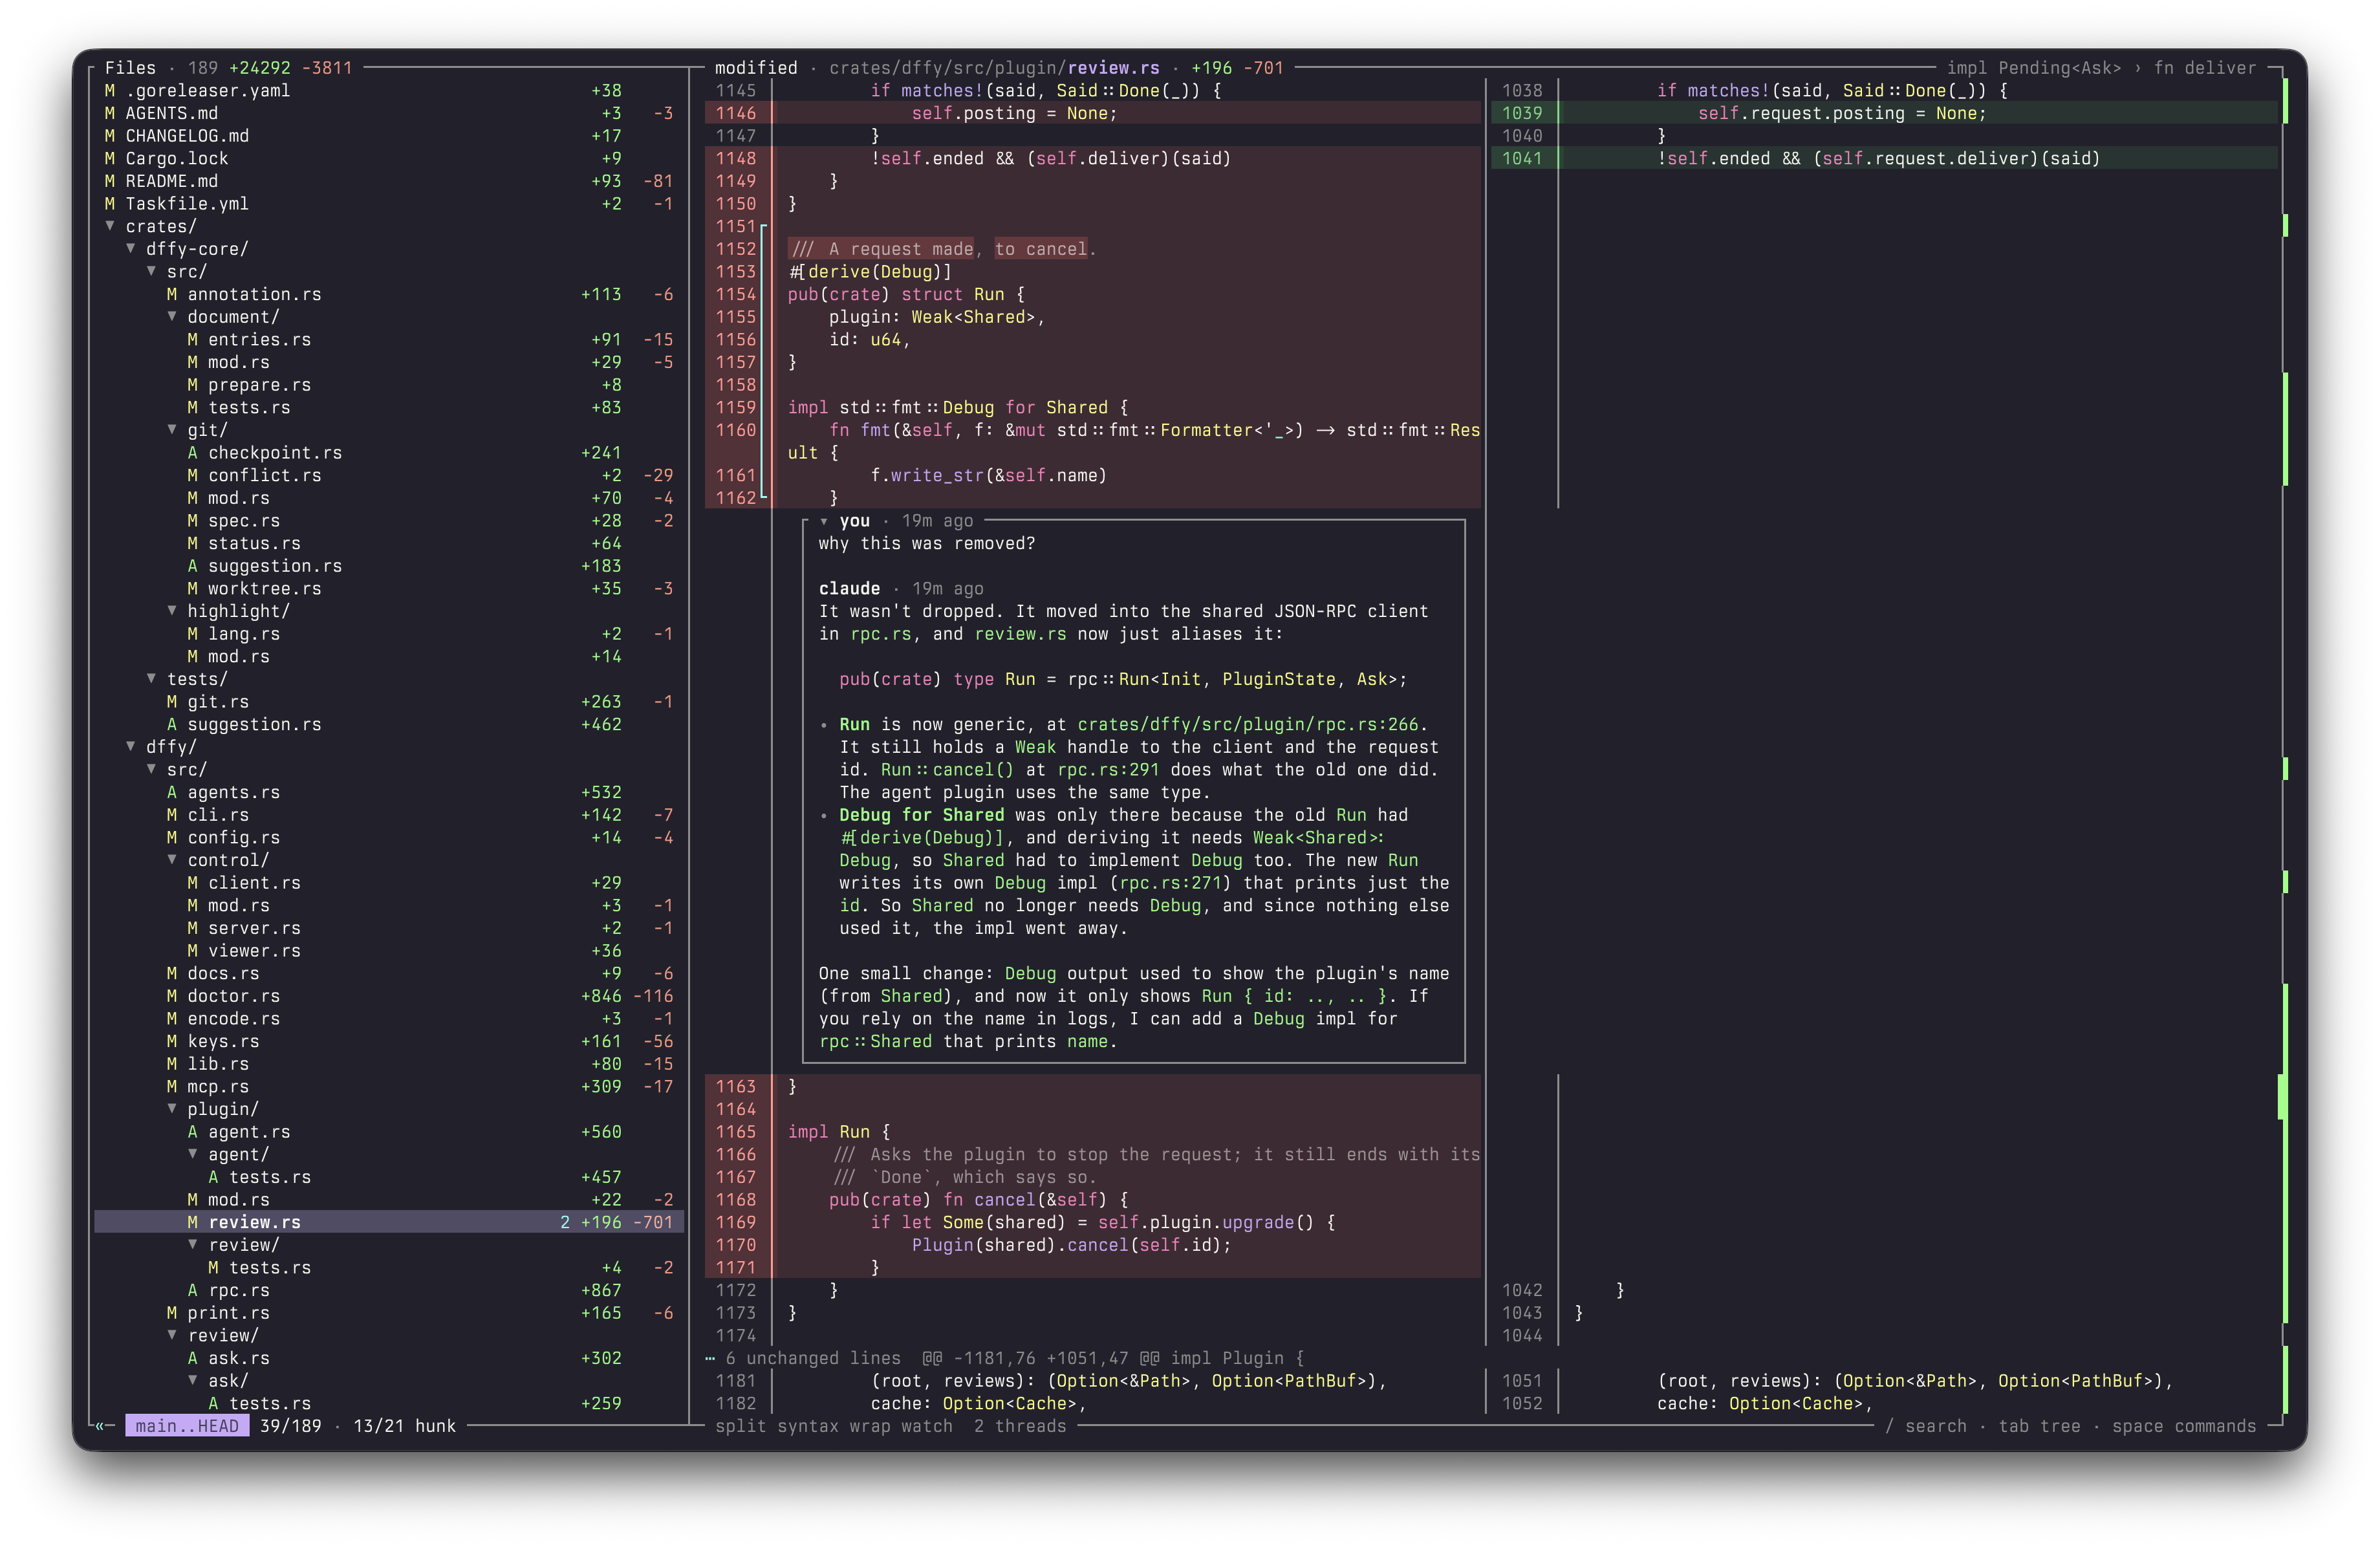 Files · 189 +24292 -3811
M .goreleaser.yaml +38
M AGENTS.md +3 -3
M CHANGELOG.md +17
M Cargo.lock +9
M README.md +93 -81
M Taskfile.yml +2 -1
▼ crates/
▼ dffy-core/
▼ src/
M annotation.rs +113 -6
▼ document/
M entries.rs +91 -15
M mod.rs +29 -5
M prepare.rs +8
M tests.rs +83
▼ git/
A checkpoint.rs +241
M conflict.rs +2 -29
M mod.rs +70 -4
M spec.rs +28 -2
M status.rs +64
A suggestion.rs +183
M worktree.rs +35 -3
▼ highlight/
M lang.rs +2 -1
M mod.rs +14
▼ tests/
M git.rs +263 -1
A suggestion.rs +462
▼ dffy/
▼ src/
A agents.rs +532
M cli.rs +142 -7
M config.rs +14 -4
▼ control/
M client.rs +29
M mod.rs +3 -1
M server.rs +2 -1
M viewer.rs +36
M docs.rs +9 -6
M doctor.rs +846 -116
M encode.rs +3 -1
M keys.rs +161 -56
M lib.rs +80 -15
M mcp.rs +309 -17
▼ plugin/
A agent.rs +560
▼ agent/
A tests.rs +457
M mod.rs +22 -2
M review.rs 2 +196 -701
▼ review/
M tests.rs +4 -2
A rpc.rs +867
M print.rs +165 -6
▼ review/
A ask.rs +302
▼ ask/
A tests.rs +259
«─ main..HEAD 39/189 · 13/21 hunk
modified · crates/dffy/src/plugin/review.rs · +196 -701
impl Pending<Ask> › fn deliver
1145 if matches!(said, Said::Done(_)) {
1146 self.posting = None;
1147 }
1148 !self.ended && (self.deliver)(said)
1149 }
1150 }
1151
1152 /// A request made, to cancel.
1153 #[derive(Debug)]
1154 pub(crate) struct Run {
1155 plugin: Weak<Shared>,
1156 id: u64,
1157 }
1158
1159 impl std::fmt::Debug for Shared {
1160 fn fmt(&self, f: &mut std::fmt::Formatter<'_>) -> std::fmt::Res
ult {
1161 f.write_str(&self.name)
1162 }
▾ you · 19m ago
why this was removed?
claude · 19m ago
It wasn't dropped. It moved into the shared JSON-RPC client
in rpc.rs, and review.rs now just aliases it:
pub(crate) type Run = rpc::Run<Init, PluginState, Ask>;
• Run is now generic, at crates/dffy/src/plugin/rpc.rs:266.
It still holds a Weak handle to the client and the request
id. Run::cancel() at rpc.rs:291 does what the old one did.
The agent plugin uses the same type.
• Debug for Shared was only there because the old Run had
#[derive(Debug)], and deriving it needs Weak<Shared>:
Debug, so Shared had to implement Debug too. The new Run
writes its own Debug impl (rpc.rs:271) that prints just the
id. So Shared no longer needs Debug, and since nothing else
used it, the impl went away.
One small change: Debug output used to show the plugin's name
(from Shared), and now it only shows Run { id: .., .. }. If
you rely on the name in logs, I can add a Debug impl for
rpc::Shared that prints name.
1163 }
1164
1165 impl Run {
1166 /// Asks the plugin to stop the request; it still ends with its
1167 /// `Done`, which says so.
1168 pub(crate) fn cancel(&self) {
1169 if let Some(shared) = self.plugin.upgrade() {
1170 Plugin(shared).cancel(self.id);
1171 }
1172 }
1173 }
1174
⋯ 6 unchanged lines @@ -1181,76 +1051,47 @@ impl Plugin {
1181 (root, reviews): (Option<&Path>, Option<PathBuf>),
1182 cache: Option<Cache>,
1038 if matches!(said, Said::Done(_)) {
1039 self.request.posting = None;
1040 }
1041 !self.ended && (self.request.deliver)(said)
1042 }
1043 }
1044
1051 (root, reviews): (Option<&Path>, Option<PathBuf>),
1052 cache: Option<Cache>,
split syntax wrap watch 2 threads
/ search · tab tree · space commands